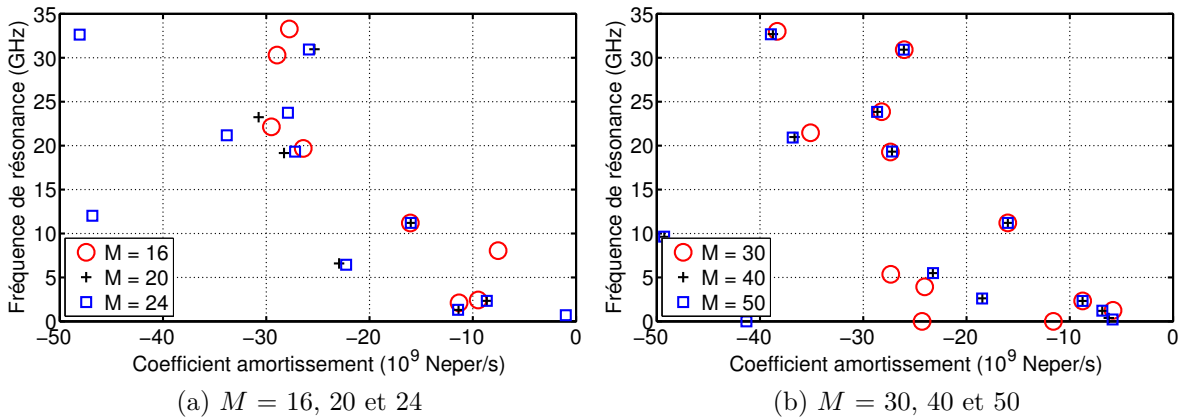 35
30
25
20
15
10
5
0
−50
−40
−30
−20
−10
0
Fréquence de résonance (GHz)
Coefficient amortissement (10⁹ Neper/s)
M = 16
M = 20
M = 24
(a) M = 16, 20 et 24
35
30
25
20
15
10
5
0
−50
−40
−30
−20
−10
0
Fréquence de résonance (GHz)
Coefficient amortissement (10⁹ Neper/s)
M = 30
M = 40
M = 50
(b) M = 30, 40 et 50